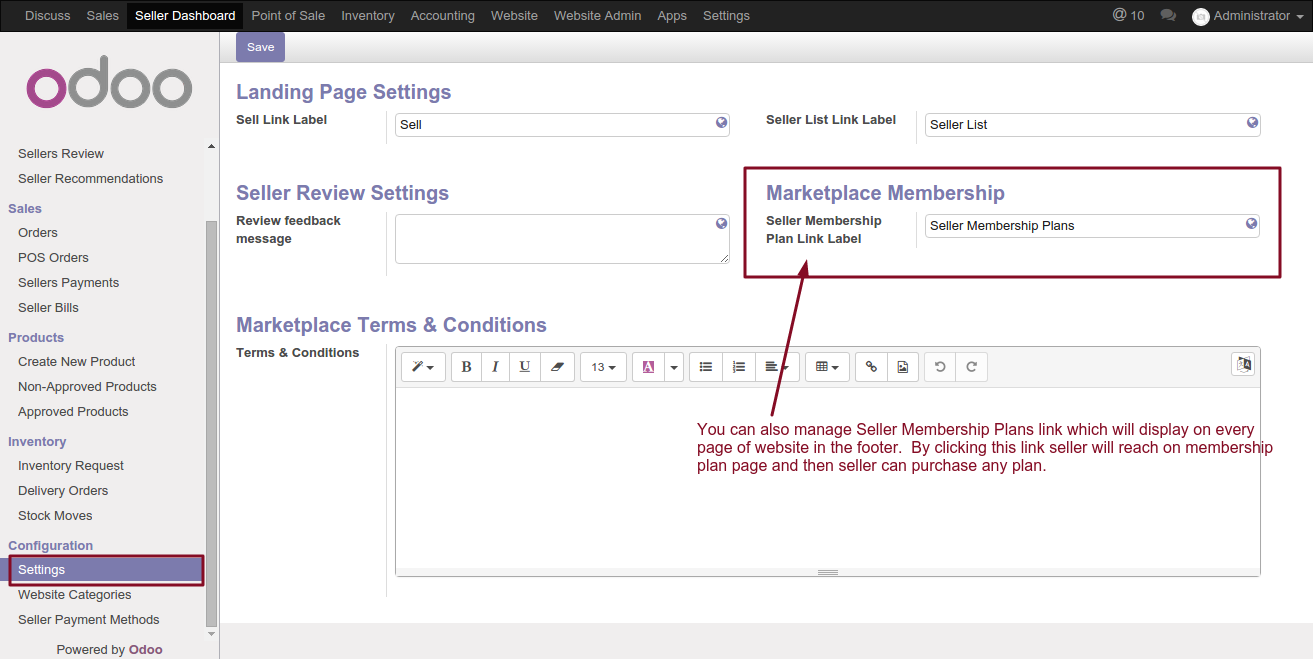 Discuss Sales Seller Dashboard Point of Sale Inventory Accounting Website Website Admin Apps Settings @ 10 Administrator
odoo
Sellers Review
Seller Recommendations
Sales
Orders
POS Orders
Sellers Payments
Seller Bills
Products
Create New Product
Non-Approved Products
Approved Products
Inventory
Inventory Request
Delivery Orders
Stock Moves
Configuration
Settings
Website Categories
Seller Payment Methods
Powered by Odoo
Save
Landing Page Settings
Sell Link Label Sell
Seller List Link Label Seller List
Seller Review Settings
Review feedback
message
Marketplace Membership
Seller Membership
Plan Link Label
Seller Membership Plans
Marketplace Terms & Conditions
Terms & Conditions
B I U 13 A
You can also manage Seller Membership Plans link which will display on every
page of website in the footer.  By clicking this link seller will reach on membership
plan page and then seller can purchase any plan.